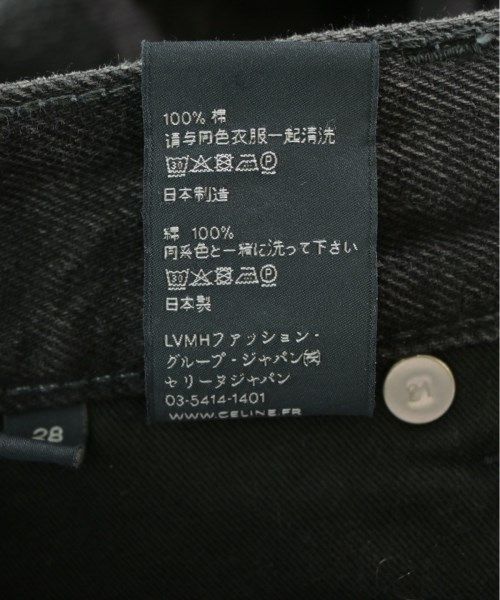 100% 棉
请与同色衣服一起清洗
30 P
日本制造
綿 100%
同系色と一緒に洗って下さい
30 P
日本製
LVMHファッション・
グループ・ジャパン㈱
セリーヌジャパン
03-5414-1401
WWW.CELINE.FR
28
31